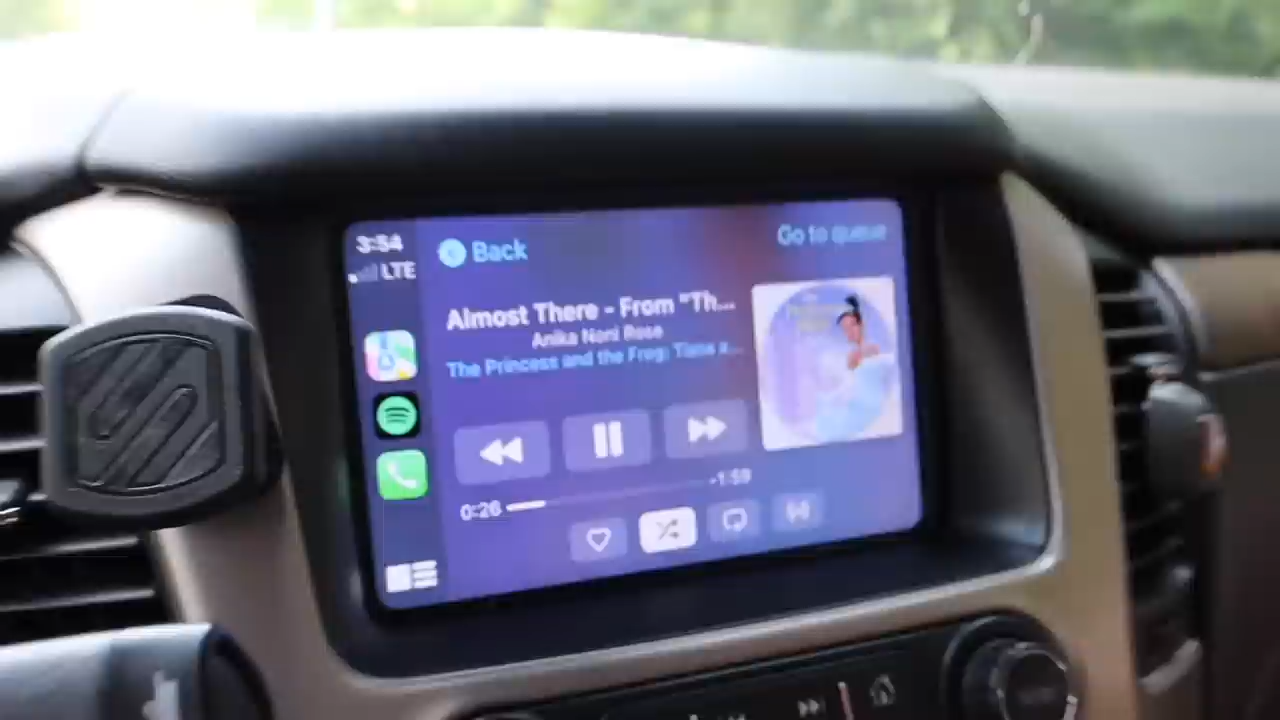 3:54
LTE
Back
Go to queue
Almost There - From "Th...
Anika Noni Rose
The Princess and the Frog: Tiana a...
0:26
-1:59